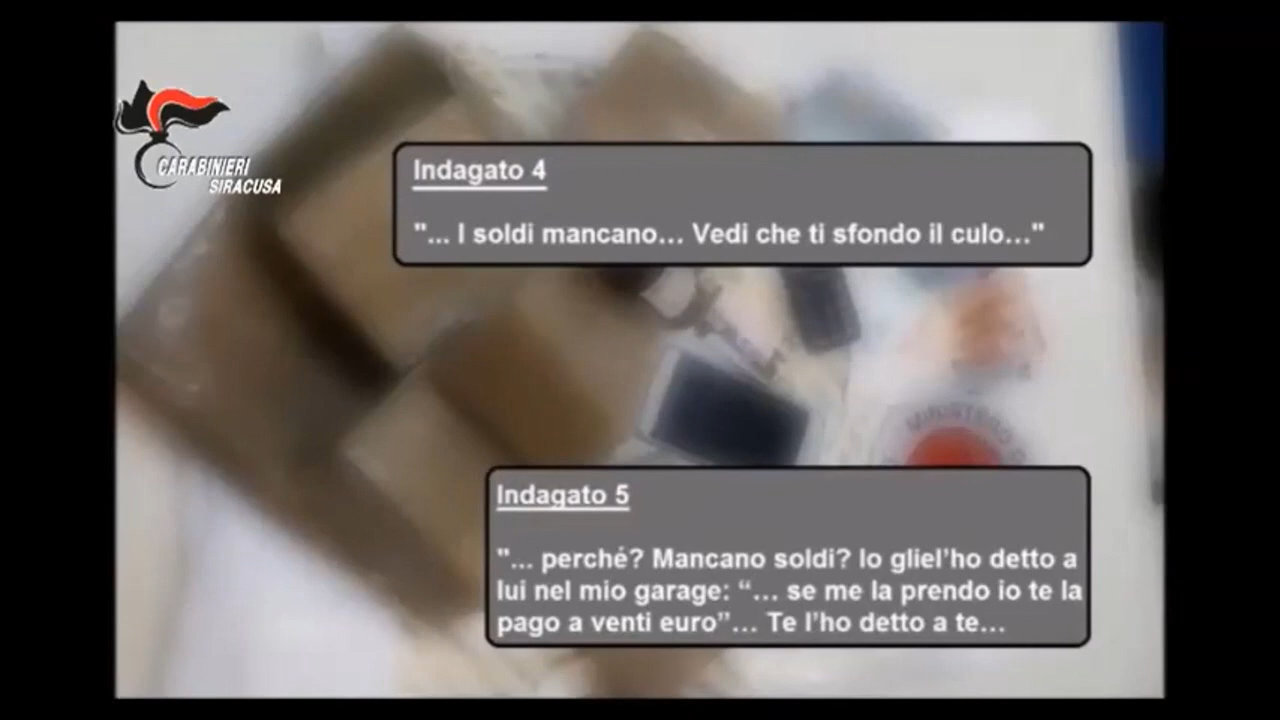 CARABINIERI
SIRACUSA
Indagato 4
"... I soldi mancano... Vedi che ti sfondo il culo..."
MINISTERO
Indagato 5
"... perché? Mancano soldi? Io gliel'ho detto a
lui nel mio garage: “... se me la prendo io te la
pago a venti euro”... Te l'ho detto a te...